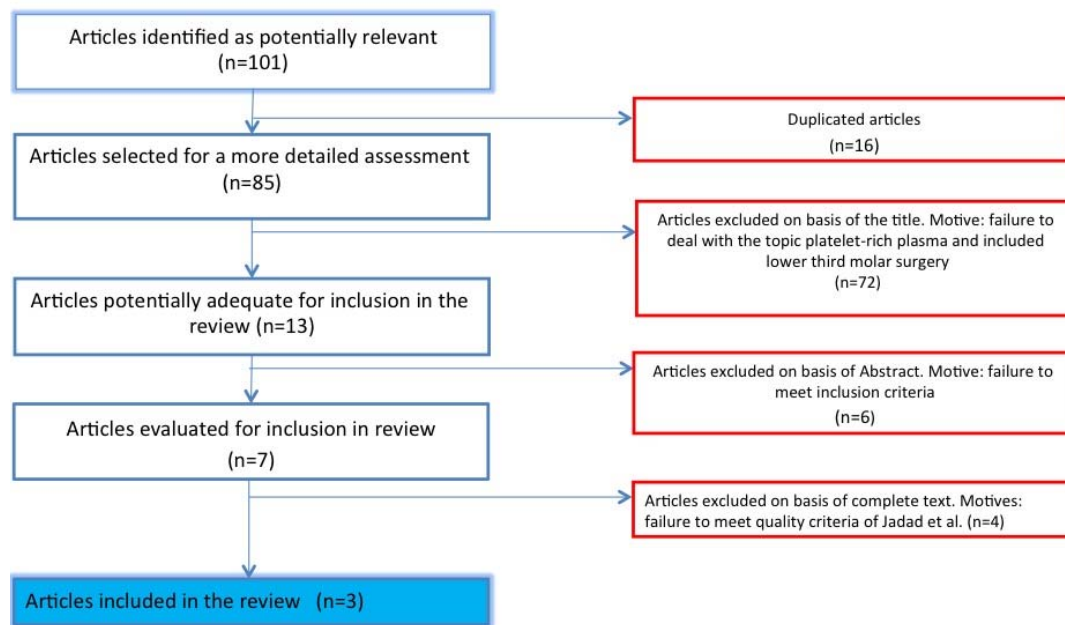 Articles identified as potentially relevant
(n=101)
Duplicated articles
(n=16)
Articles selected for a more detailed assessment
(n=85)
Articles excluded on basis of the title. Motive: failure to
deal with the topic platelet-rich plasma and included
lower third molar surgery
(n=72)
Articles potentially adequate for inclusion in the
review (n=13)
Articles excluded on basis of Abstract. Motive: failure to
meet inclusion criteria
(n=6)
Articles evaluated for inclusion in review
(n=7)
Articles excluded on basis of complete text. Motives:
failure to meet quality criteria of Jadad et al. (n=4)
Articles included in the review (n=3)